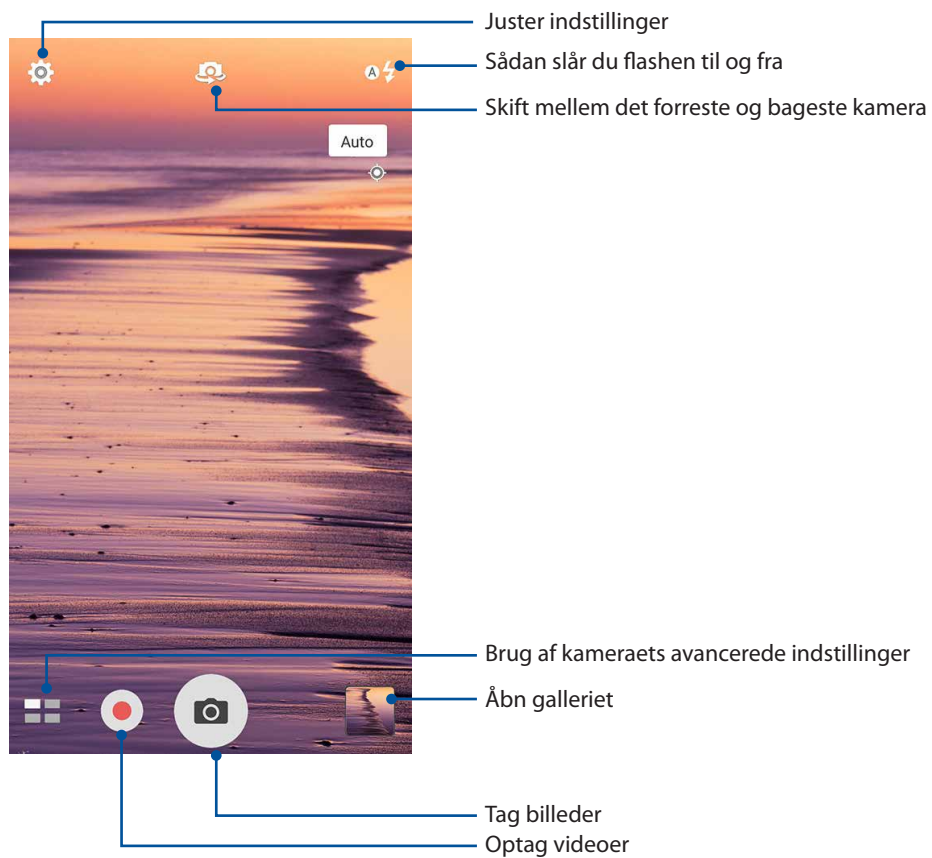 Juster indstillinger
Sådan slår du flashen til og fra
A
Skift mellem det forreste og bageste kamera
Auto
Brug af kameraets avancerede indstillinger
Åbn galleriet
Tag billeder
Optag videoer